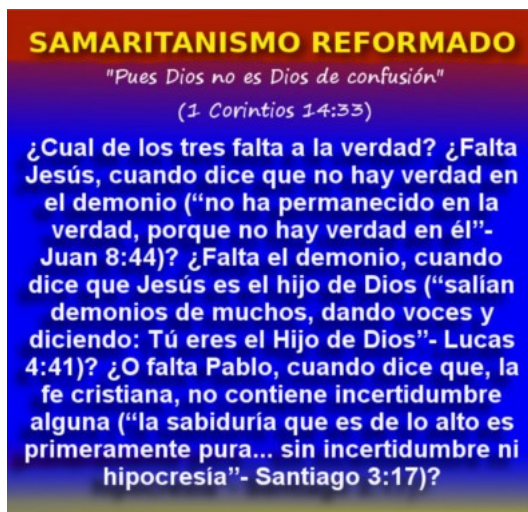 SAMARITANISMO REFORMADO
"Pues Dios no es Dios de confusión"
(1 Corintios 14:33)
¿Cual de los tres falta a la verdad? ¿Falta
Jesús, cuando dice que no hay verdad en
el demonio (“no ha permanecido en la
verdad, porque no hay verdad en él”-
Juan 8:44)? ¿Falta el demonio, cuando
dice que Jesús es el hijo de Dios (“salían
demonios de muchos, dando voces y
diciendo: Tú eres el Hijo de Dios”- Lucas
4:41)? ¿O falta Pablo, cuando dice que, la
fe cristiana, no contiene incertidumbre
alguna (“la sabiduría que es de lo alto es
primeramente pura... sin incertidumbre ni
hipocresía”- Santiago 3:17)?